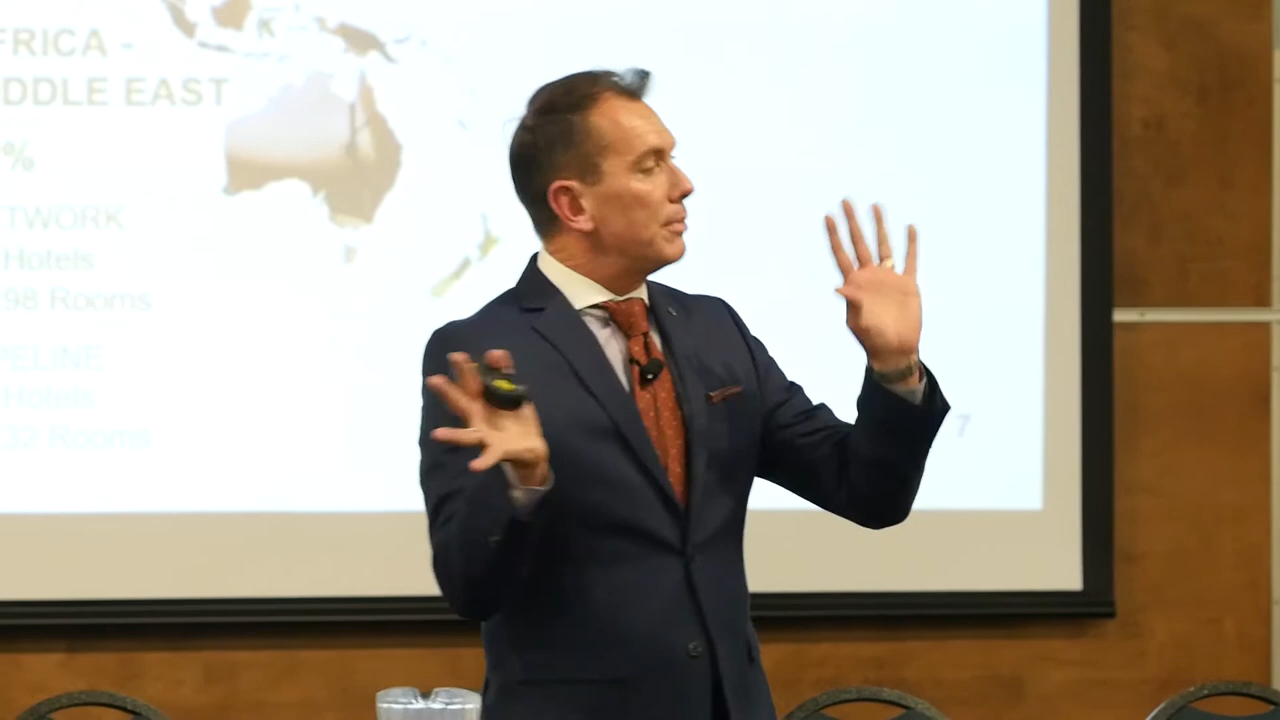 FRICA -
DDLE EAST
%
TWORK
Hotels
98 Rooms
PELINE
Hotels
32 Rooms
7